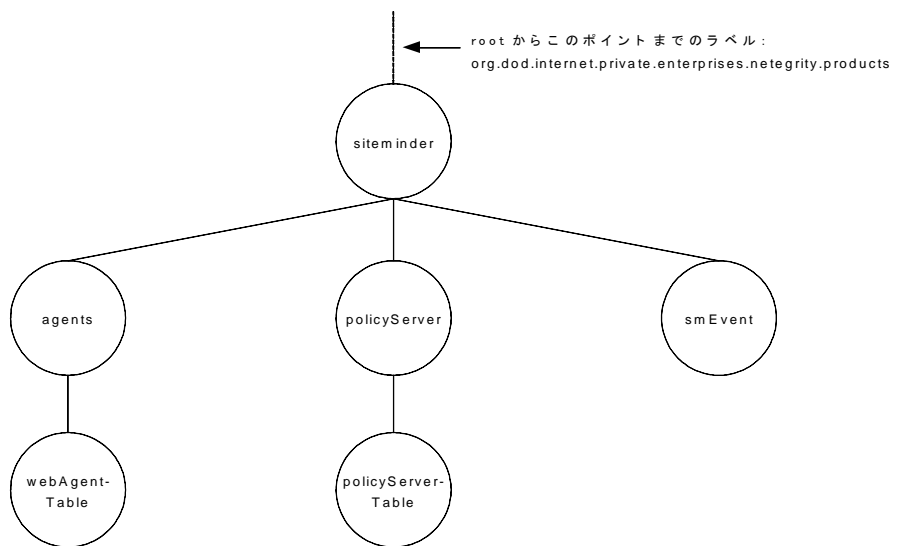 root からこのポイントまでのラベル:
org.dod.internet.private.enterprises.netegrity.products
siteminder
agents
policyServer
smEvent
webAgent-
Table
policyServer-
Table